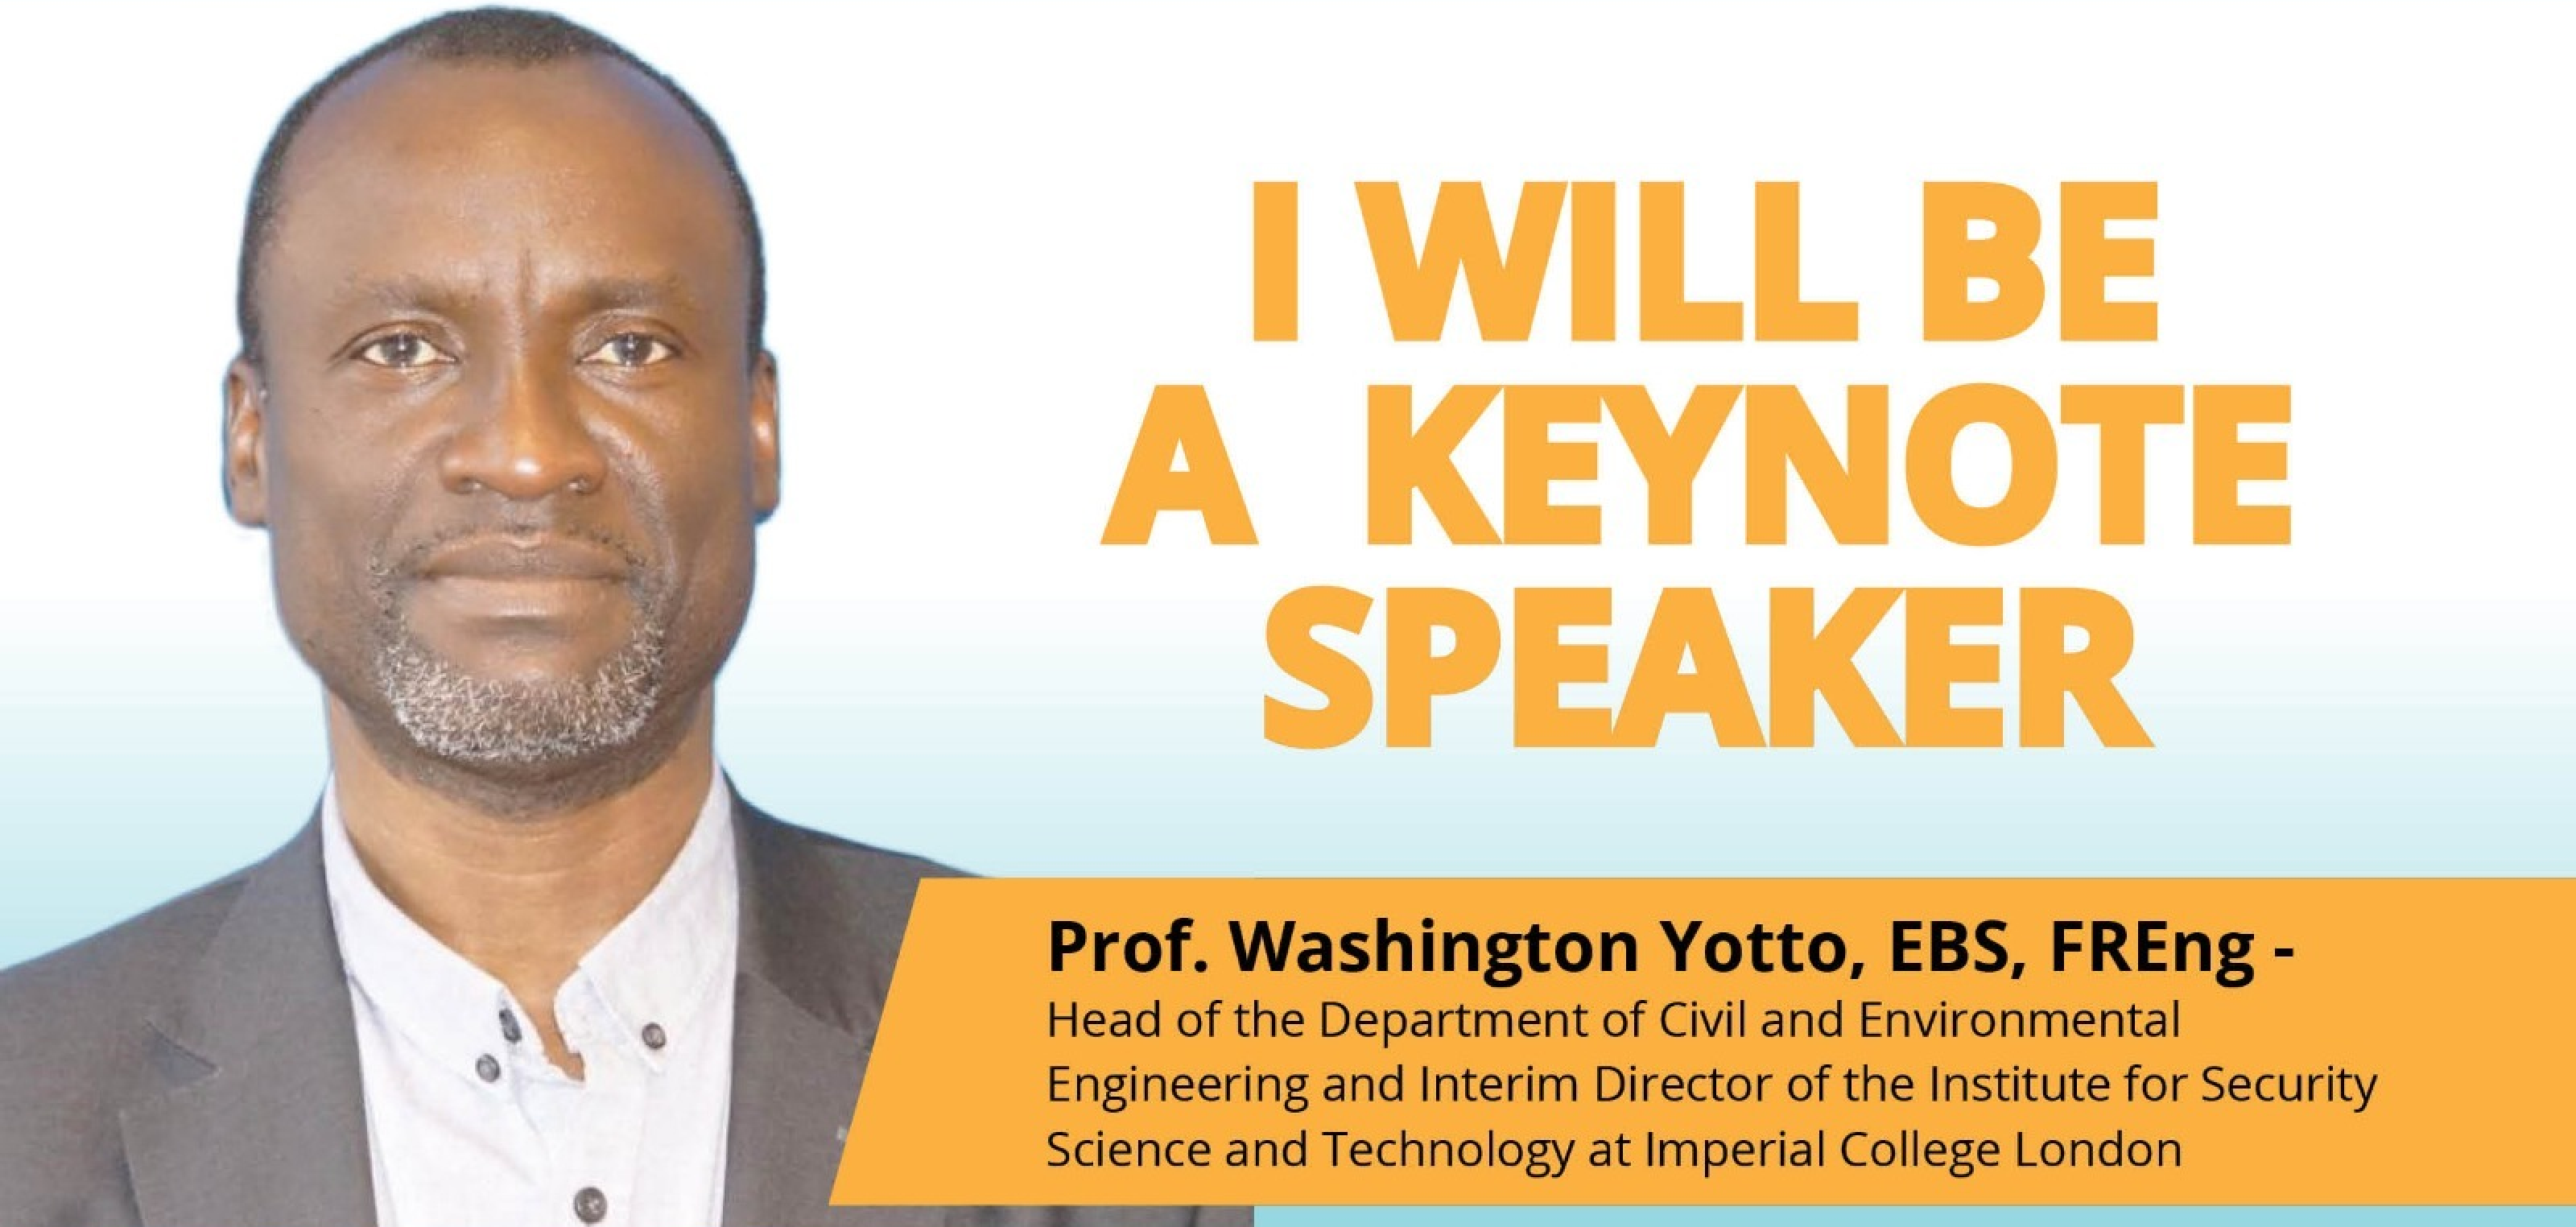 I WILL BE
A KEYNOTE
SPEAKER
Prof. Washington Yotto, EBS, FREng -
Head of the Department of Civil and Environmental
Engineering and Interim Director of the Institute for Security
Science and Technology at Imperial College London